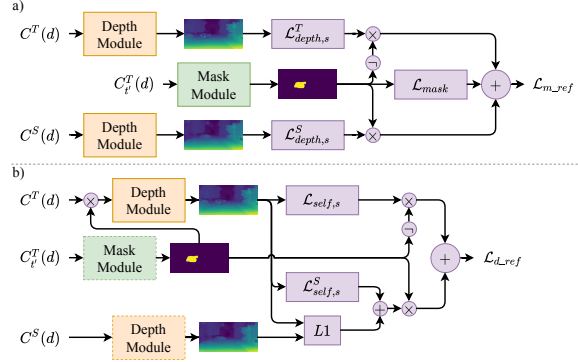 a)
C^T(d) Depth Module L^T_{depth,s} ×
¬
C^T_{t'}(d) Mask Module L_{mask} + L_{m_ref}
C^S(d) Depth Module L^S_{depth,s} ×
b)
C^T(d) × Depth Module L_{self,s} ×
¬
C^T_{t'}(d) Mask Module + L_{d_ref}
L^S_{self,s}
+ ×
C^S(d) Depth Module L1